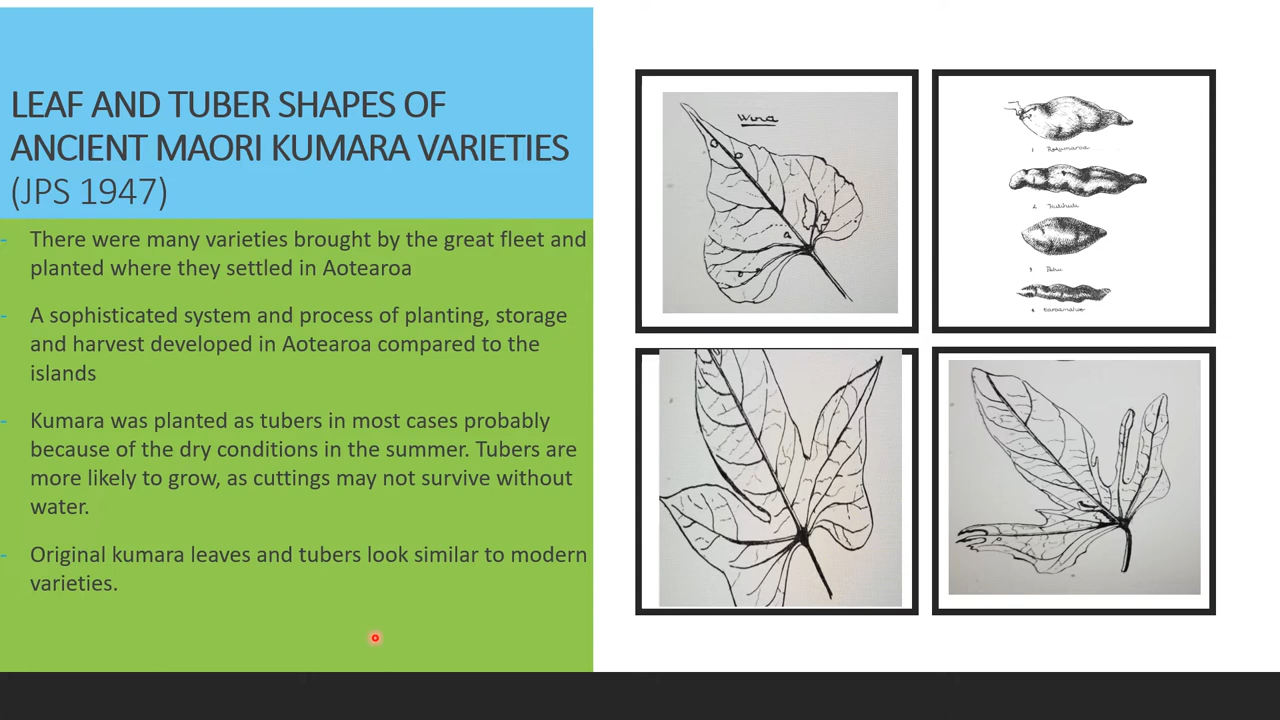 LEAF AND TUBER SHAPES OF
ANCIENT MAORI KUMARA VARIETIES
(JPS 1947)
- There were many varieties brought by the great fleet and
planted where they settled in Aotearoa
- A sophisticated system and process of planting, storage
and harvest developed in Aotearoa compared to the
islands
- Kumara was planted as tubers in most cases probably
because of the dry conditions in the summer. Tubers are
more likely to grow, as cuttings may not survive without
water.
- Original kumara leaves and tubers look similar to modern
varieties.
1
2
3
4